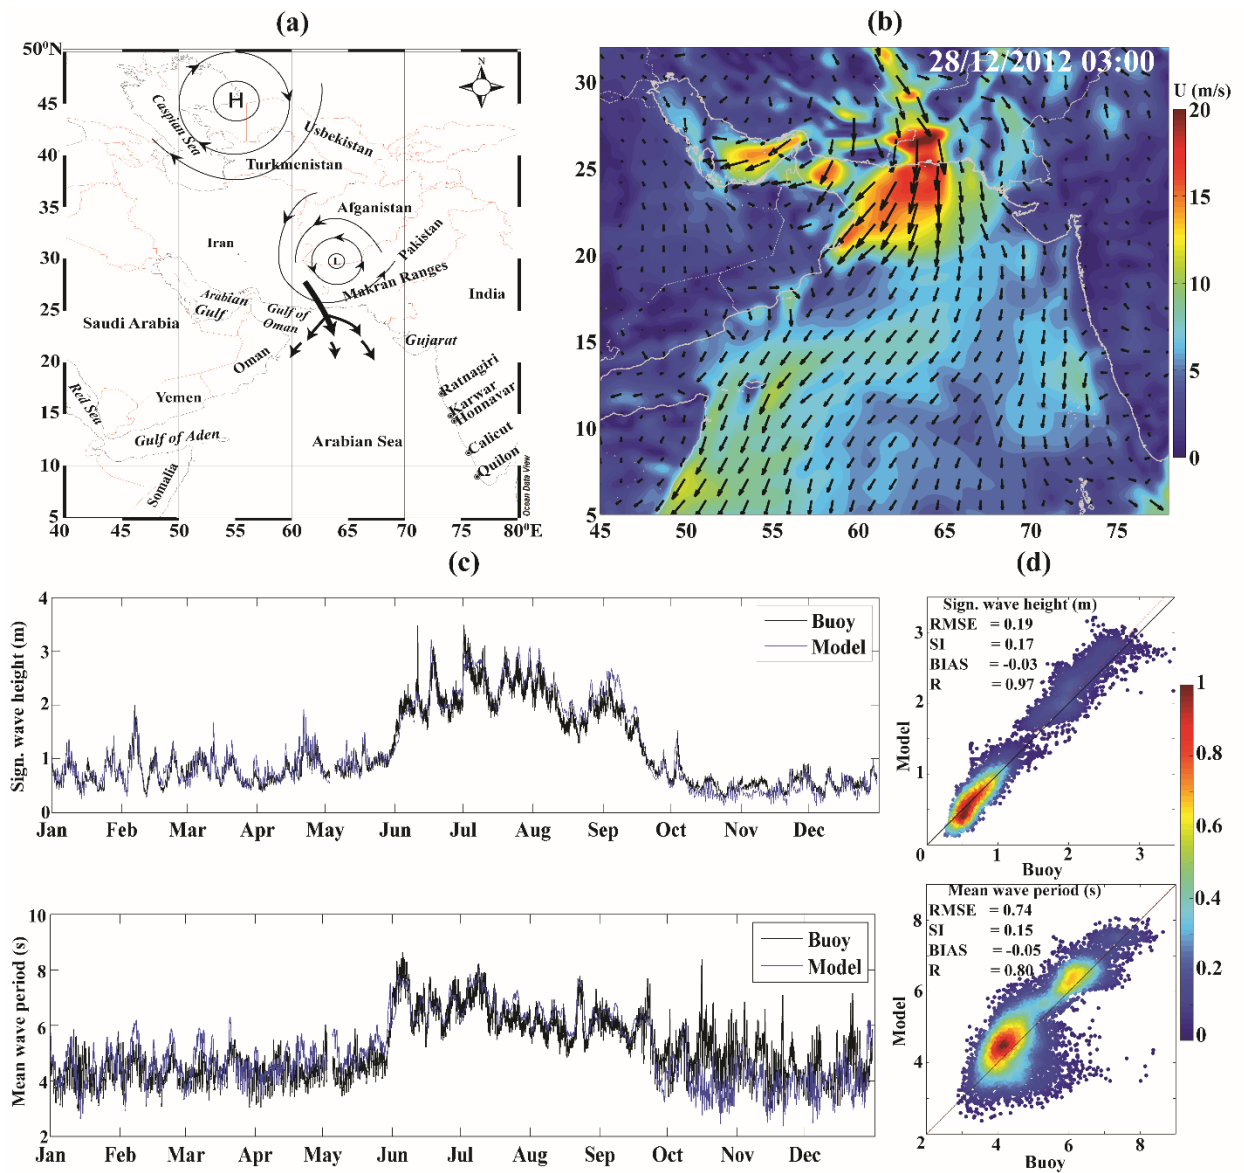 (a)
50⁰N
45
40
35
30
25
20
15
10
5
40
50
60
70
80⁰E
N
H
L
Caspian Sea
Usbekistan
Turkmenistan
Afganistan
Iran
Pakistan
Makran Ranges
India
Arabian Gulf
Gulf of Oman
Saudi Arabia
Oman
Gujarat
Red Sea
Yemen
Ratnagiri
Karwar
Honnavar
Gulf of Aden
Arabian Sea
Calicut
Quilon
Somalia
Ocean Data View
(b)
28/12/2012 03:00
U (m/s)
30
25
20
15
10
5
45
50
55
60
65
70
75
20
15
10
5
0
(c)
Sign. wave height (m)
4
3
2
1
0
Buoy
Model
Jan Feb Mar Apr May Jun Jul Aug Sep Oct Nov Dec
Mean wave period (s)
10
8
6
4
2
Buoy
Model
Jan Feb Mar Apr May Jun Jul Aug Sep Oct Nov Dec
(d)
Sign. wave height (m)
RMSE = 0.19
SI = 0.17
BIAS = -0.03
R = 0.97
Model
3
2
1
0 1 2 3
Buoy
Mean wave period (s)
RMSE = 0.74
SI = 0.15
BIAS = -0.05
R = 0.80
Model
8
6
4
2
2 4 6 8
Buoy
1
0.8
0.6
0.4
0.2
0